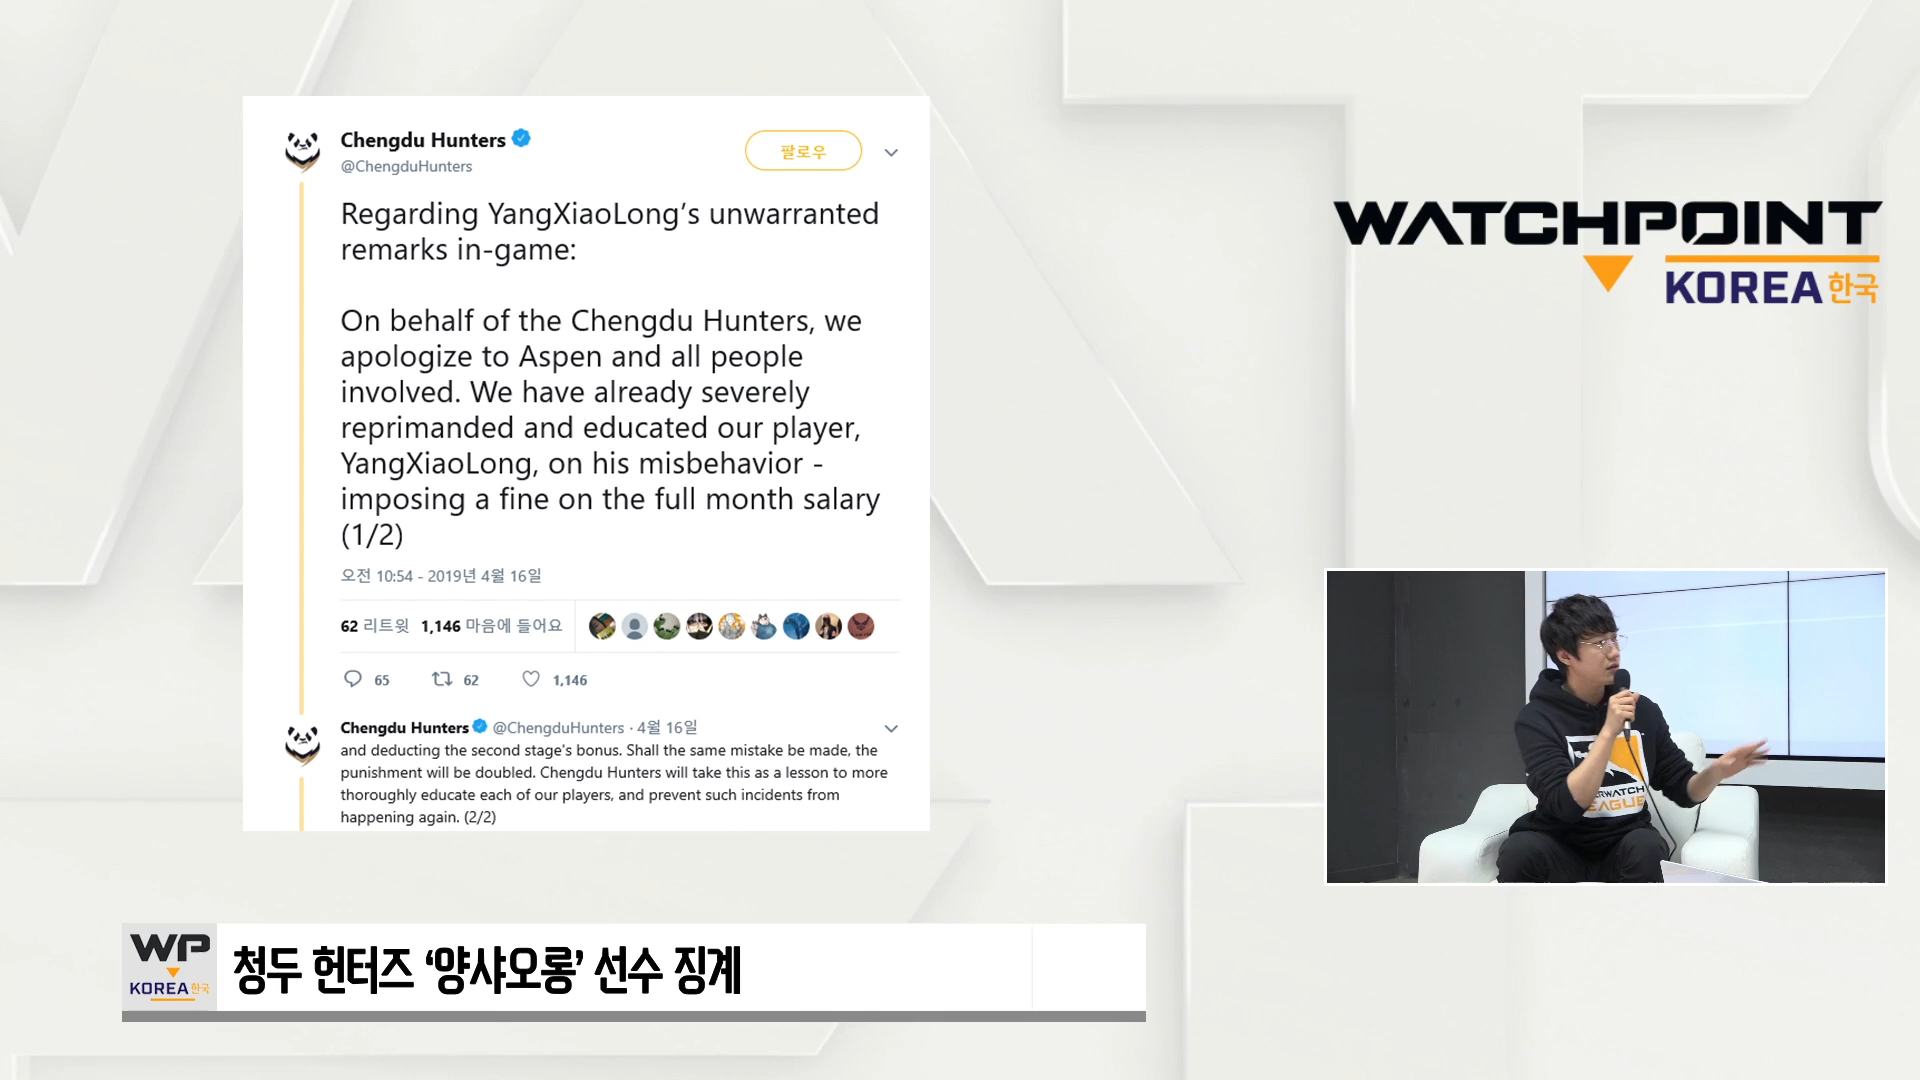 Chengdu Hunters
@ChengduHunters
팔로우
Regarding YangXiaoLong’s unwarranted
remarks in-game:
On behalf of the Chengdu Hunters, we
apologize to Aspen and all people
involved. We have already severely
reprimanded and educated our player,
YangXiaoLong, on his misbehavior -
imposing a fine on the full month salary
(1/2)
오전 10:54 - 2019년 4월 16일
62 리트윗 1,146 마음에 들어요
65 62 1,146
Chengdu Hunters @ChengduHunters · 4월 16일
and deducting the second stage's bonus. Shall the same mistake be made, the
punishment will be doubled. Chengdu Hunters will take this as a lesson to more
thoroughly educate each of our players, and prevent such incidents from
happening again. (2/2)
WATCHPOINT
KOREA 한국
WP
KOREA 한국
청두 헌터즈 ‘양샤오롱’ 선수 징계